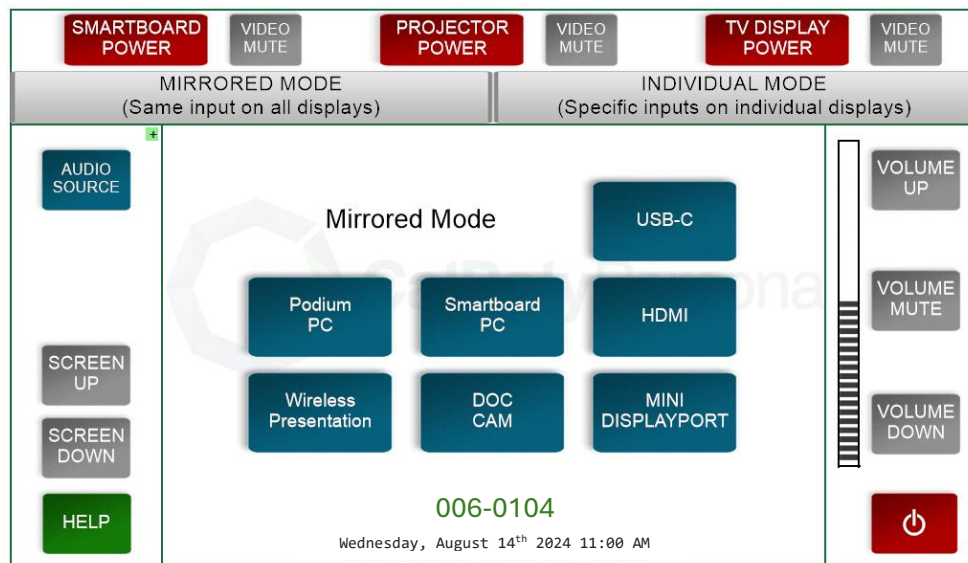 SMARTBOARD
POWER
VIDEO
MUTE
PROJECTOR
POWER
VIDEO
MUTE
TV DISPLAY
POWER
VIDEO
MUTE
MIRRORED MODE
(Same input on all displays)
INDIVIDUAL MODE
(Specific inputs on individual displays)
+
AUDIO
SOURCE
SCREEN
UP
SCREEN
DOWN
HELP
Mirrored Mode
USB-C
CalPolyPomona
Podium
PC
Smartboard
PC
HDMI
Wireless
Presentation
DOC
CAM
MINI
DISPLAYPORT
006-0104
Wednesday, August 14th 2024 11:00 AM
VOLUME
UP
VOLUME
MUTE
VOLUME
DOWN